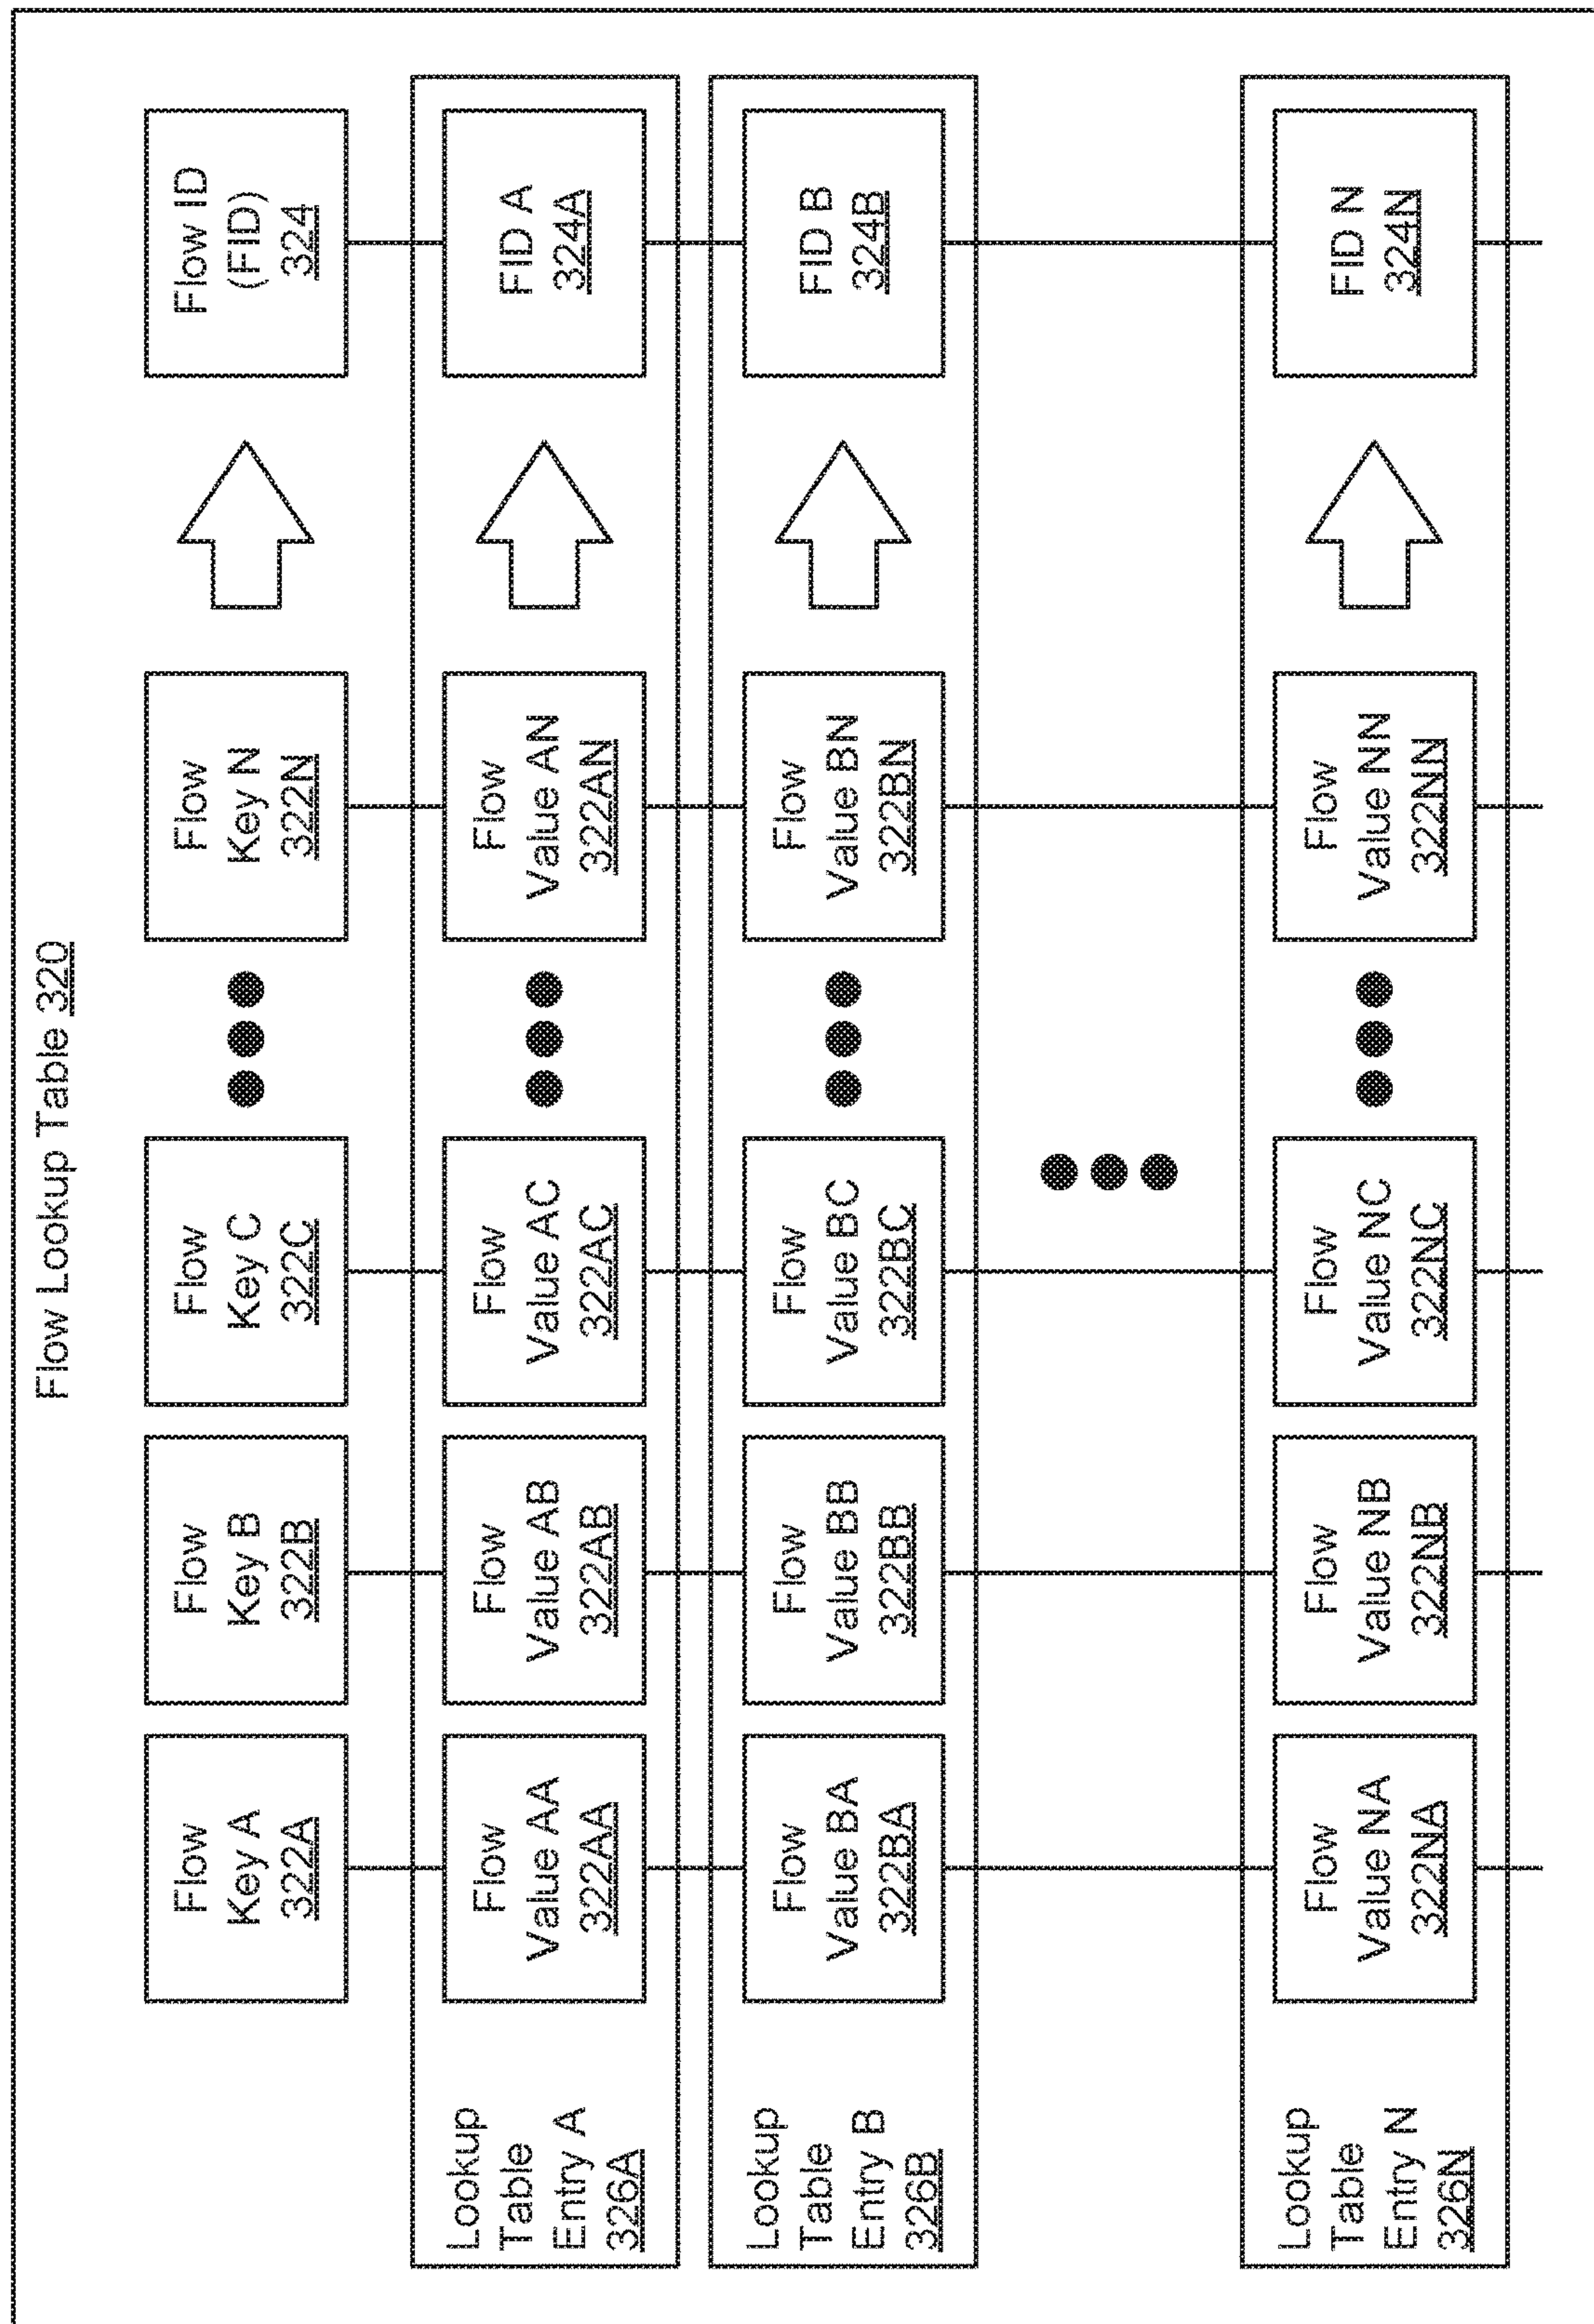 Flow Lookup Table 320
Flow
Key A
322A
Flow
Key B
322B
Flow
Key C
322C
Flow
Key N
322N
Flow ID
(FID)
324
Lookup
Table
Entry A
326A
Flow
Value AA
322AA
Flow
Value AB
322AB
Flow
Value AC
322AC
Flow
Value AN
322AN
FID A
324A
Lookup
Table
Entry B
326B
Flow
Value BA
322BA
Flow
Value BB
322BB
Flow
Value BC
322BC
Flow
Value BN
322BN
FID B
324B
Lookup
Table
Entry N
326N
Flow
Value NA
322NA
Flow
Value NB
322NB
Flow
Value NC
322NC
Flow
Value NN
322NN
FID N
324N